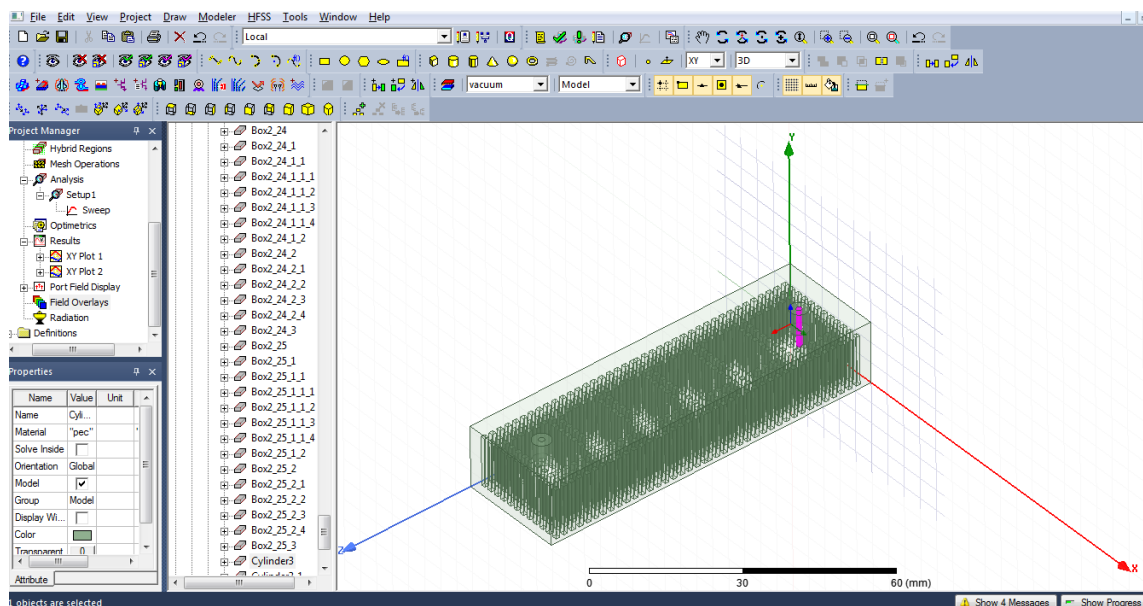 File Edit View Project Draw Modeler HFSS Tools Window Help
Local
XY 3D
vacuum Model
Project Manager
Hybrid Regions
Mesh Operations
Analysis
Setup1
Sweep
Optimetrics
Results
XY Plot 1
XY Plot 2
Port Field Display
Field Overlays
Radiation
Definitions
Properties
Name Value Unit
Name Cyli...
Material "pec"
Solve Inside
Orientation Global
Model
Group Model
Display Wi...
Color
Transparent 0
Attribute
Box2_24
Box2_24_1
Box2_24_1_1
Box2_24_1_1_1
Box2_24_1_1_2
Box2_24_1_1_3
Box2_24_1_1_4
Box2_24_1_2
Box2_24_2
Box2_24_2_1
Box2_24_2_2
Box2_24_2_3
Box2_24_2_4
Box2_24_3
Box2_25
Box2_25_1
Box2_25_1_1
Box2_25_1_1_1
Box2_25_1_1_2
Box2_25_1_1_3
Box2_25_1_1_4
Box2_25_1_2
Box2_25_2
Box2_25_2_1
Box2_25_2_2
Box2_25_2_3
Box2_25_2_4
Box2_25_3
Cylinder3
Y
Z
X
0 30 60 (mm)
objects are selected
Show 4 Messages Show Progress